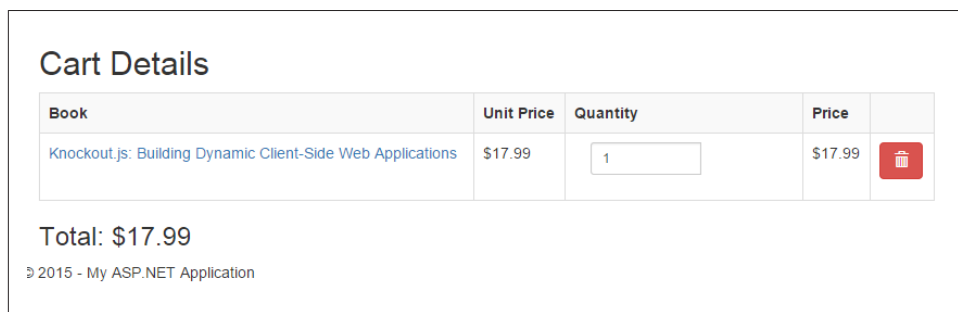 Cart Details
Book Unit Price Quantity Price
Knockout.js: Building Dynamic Client-Side Web Applications $17.99 1 $17.99
Total: $17.99
© 2015 - My ASP.NET Application